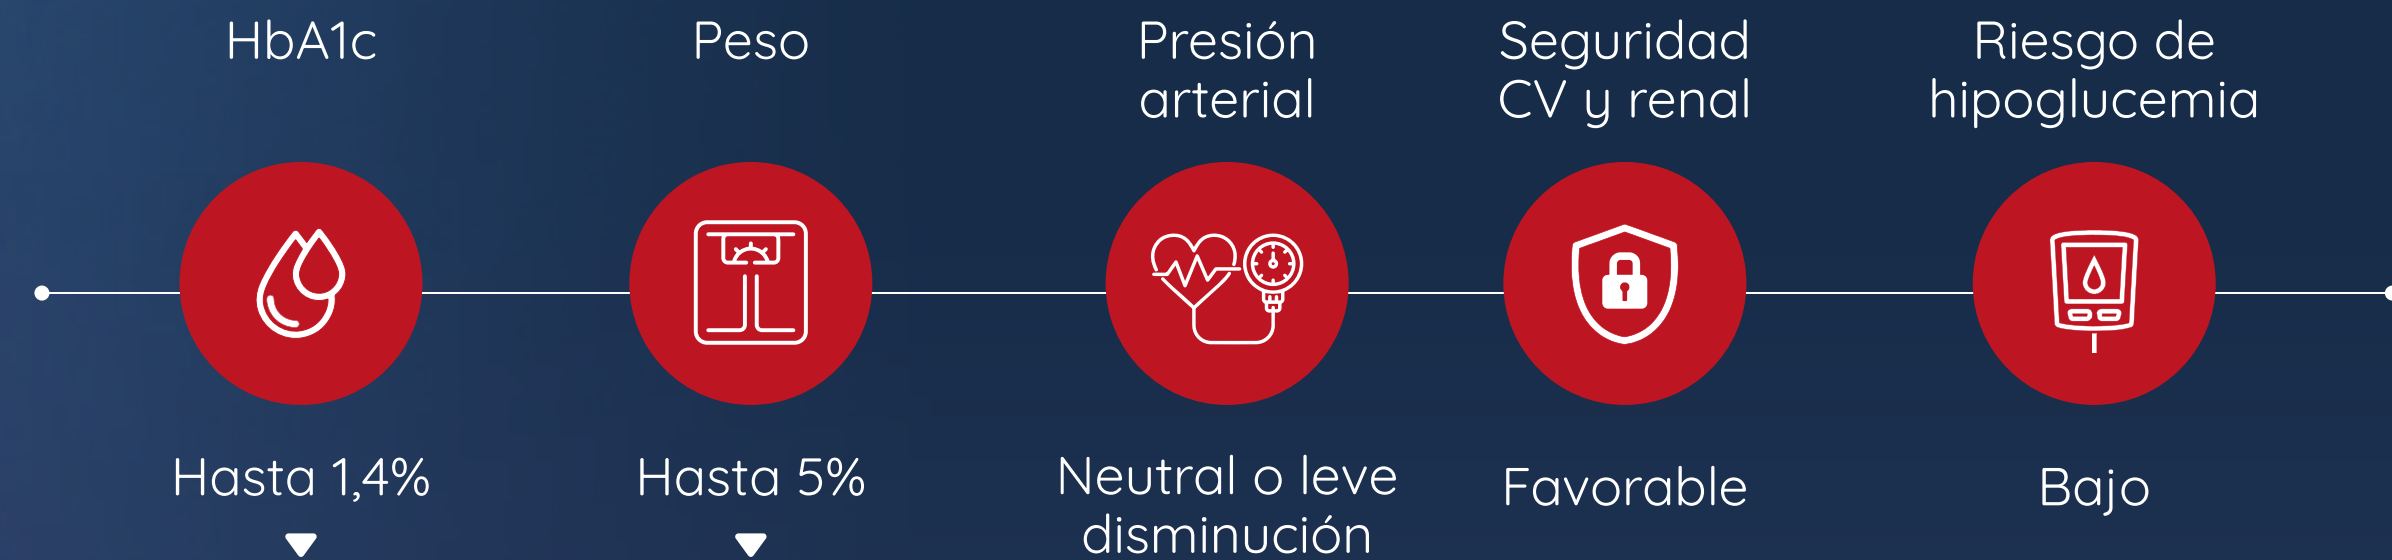 HbA1c
Peso
Presión
arterial
Seguridad
CV y renal
Riesgo de
hipoglucemia
Hasta 1,4%
Hasta 5%
Neutral o leve
disminución
Favorable
Bajo